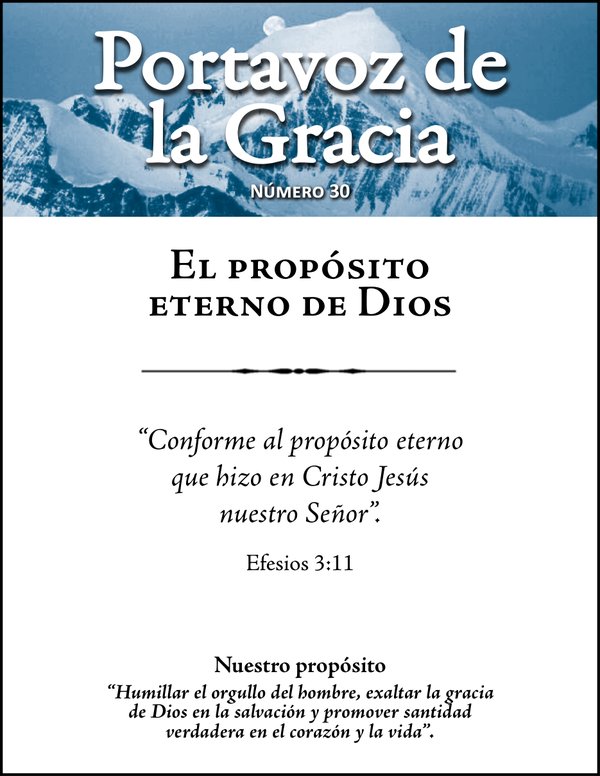 Portavoz de
la Gracia
Número 30
El propósito
eterno de Dios
“Conforme al propósito eterno
que hizo en Cristo Jesús
nuestro Señor”.
Efesios 3:11
Nuestro propósito
“Humillar el orgullo del hombre, exaltar la gracia
de Dios en la salvación y promover santidad
verdadera en el corazón y la vida”.